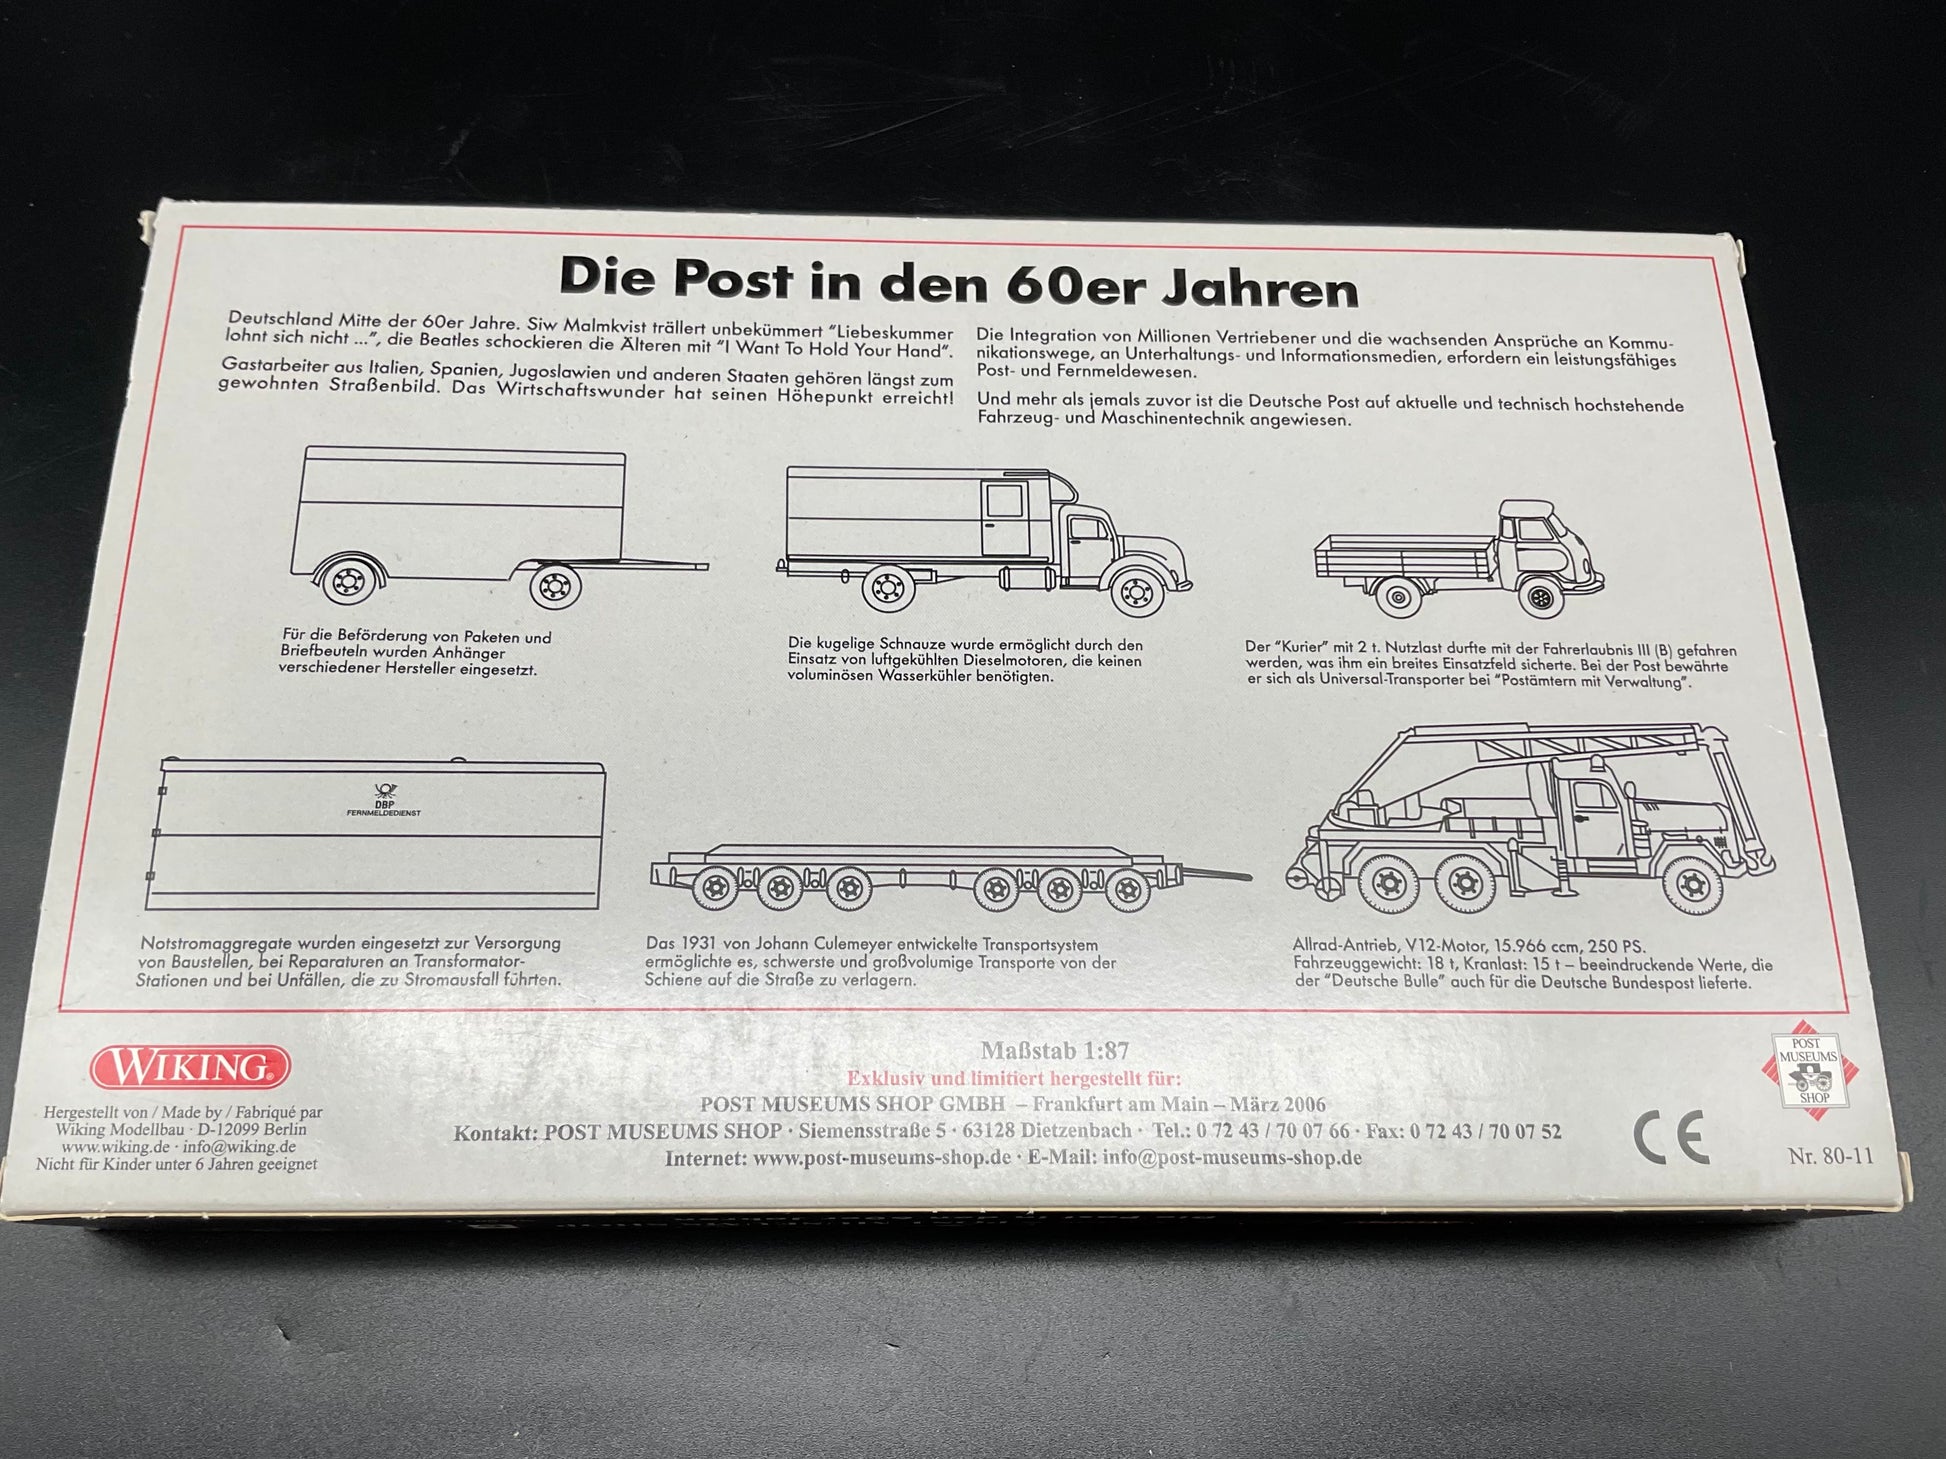 Die Post in den 60er Jahren
Deutschland Mitte der 60er Jahre. Siw Malmkvist trällert unbekümmert "Liebeskummer
lohnt sich nicht ...", die Beatles schockieren die Älteren mit "I Want To Hold Your Hand".
Gastarbeiter aus Italien, Spanien, Jugoslawien und anderen Staaten gehören längst zum
gewohnten Straßenbild. Das Wirtschaftswunder hat seinen Höhepunkt erreicht!
Die Integration von Millionen Vertriebener und die wachsenden Ansprüche an Kommu-
nikationswege, an Unterhaltungs- und Informationsmedien, erfordern ein leistungsfähiges
Post- und Fernmeldewesen.
Und mehr als jemals zuvor ist die Deutsche Post auf aktuelle und technisch hochstehende
Fahrzeug- und Maschinentechnik angewiesen.
Für die Beförderung von Paketen und
Briefbeuteln wurden Anhänger
verschiedener Hersteller eingesetzt.
Die kugelige Schnauze wurde ermöglicht durch den
Einsatz von luftgekühlten Dieselmotoren, die keinen
voluminösen Wasserkühler benötigten.
Der "Kurier" mit 2 t. Nutzlast durfte mit der Fahrerlaubnis III (B) gefahren
werden, was ihm ein breites Einsatzfeld sicherte. Bei der Post bewährte
er sich als Universal-Transporter bei "Postämtern mit Verwaltung".
DBP
FERNMELDEDIENST
Notstromaggregate wurden eingesetzt zur Versorgung
von Baustellen, bei Reparaturen an Transformator-
Stationen und bei Unfällen, die zu Stromausfall führten.
Das 1931 von Johann Culemeyer entwickelte Transportsystem
ermöglichte es, schwerste und großvolumige Transporte von der
Schiene auf die Straße zu verlagern.
Allrad-Antrieb, V12-Motor, 15.966 ccm, 250 PS.
Fahrzeuggewicht: 18 t, Kranlast: 15 t – beeindruckende Werte, die
der "Deutsche Bulle" auch für die Deutsche Bundespost lieferte.
WIKING®
Hergestellt von / Made by / Fabriqué par
Wiking Modellbau · D-12099 Berlin
www.wiking.de · info@wiking.de
Nicht für Kinder unter 6 Jahren geeignet
Maßstab 1:87
Exklusiv und limitiert hergestellt für:
POST MUSEUMS SHOP GMBH – Frankfurt am Main – März 2006
Kontakt: POST MUSEUMS SHOP · Siemensstraße 5 · 63128 Dietzenbach · Tel.: 0 72 43 / 70 07 66 · Fax: 0 72 43 / 70 07 52
Internet: www.post-museums-shop.de · E-Mail: info@post-museums-shop.de
CE
POST
MUSEUMS
SHOP
Nr. 80-11